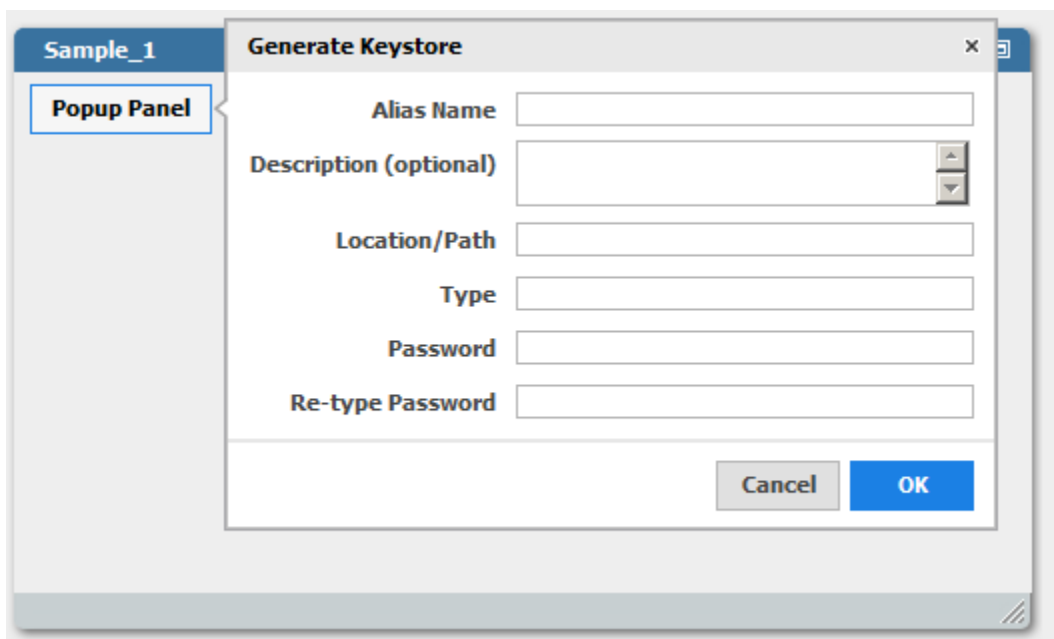 Sample_1
Generate Keystore
Popup Panel
Alias Name
Description (optional)
Location/Path
Type
Password
Re-type Password
Cancel
OK